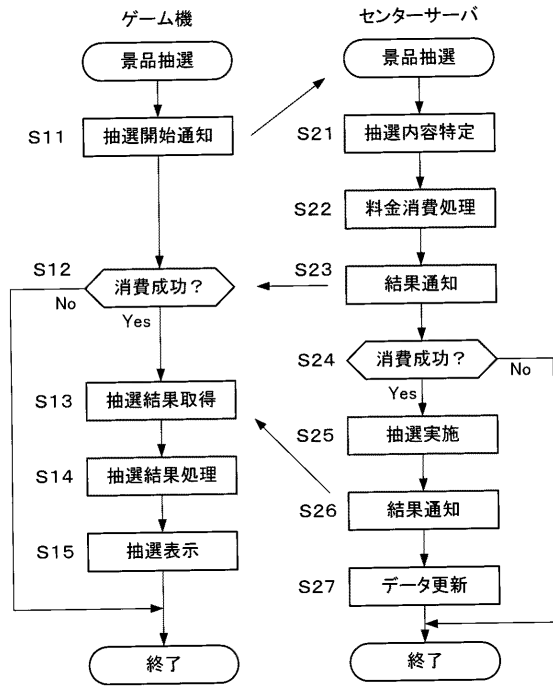 ゲーム機
景品抽選
S11
抽選開始通知
S12
消費成功？
No
Yes
S13
抽選結果取得
S14
抽選結果処理
S15
抽選表示
終了
センターサーバ
景品抽選
S21
抽選内容特定
S22
料金消費処理
S23
結果通知
S24
消費成功？
No
Yes
S25
抽選実施
S26
結果通知
S27
データ更新
終了